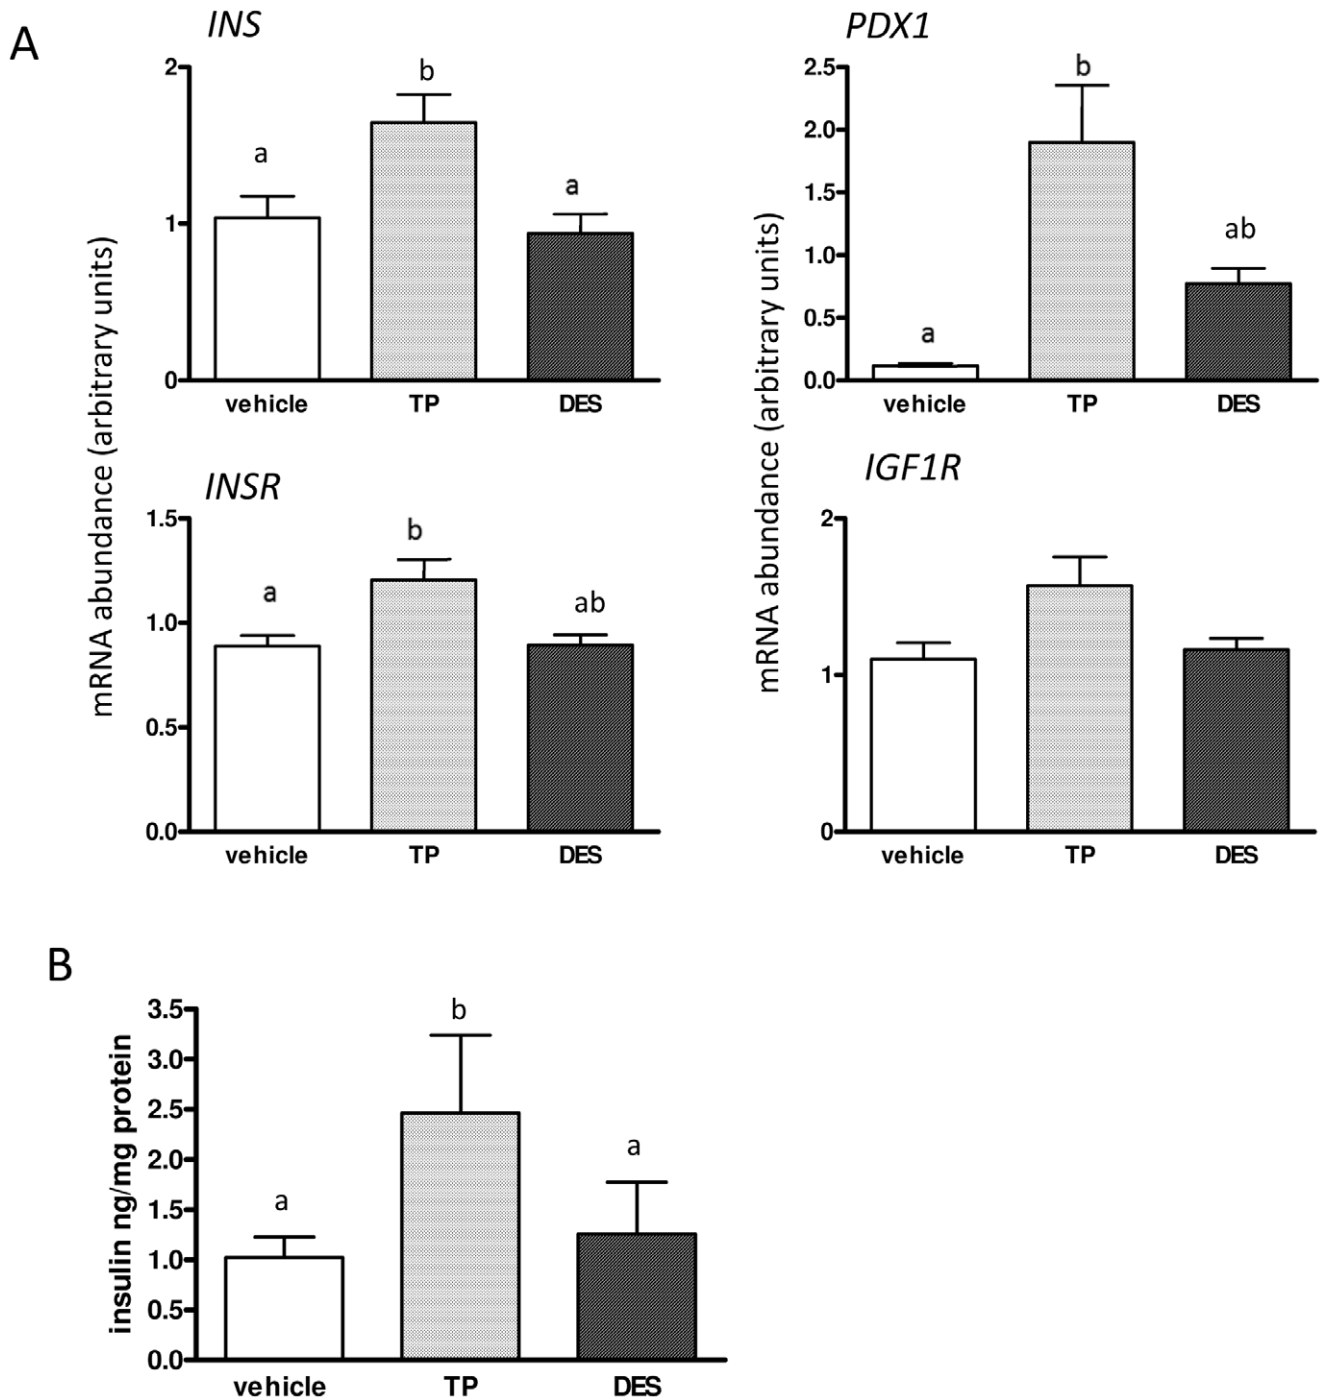 A
INS
mRNA abundance (arbitrary units)
2
1
0
a
b
a
vehicle TP DES
PDX1
mRNA abundance (arbitrary units)
2.5
2.0
1.5
1.0
0.5
0.0
a
b
ab
vehicle TP DES
INSR
1.5
1.0
0.5
0.0
a
b
ab
vehicle TP DES
IGF1R
2
1
0
vehicle TP DES
B
insulin ng/mg protein
3.5
3.0
2.5
2.0
1.5
1.0
0.5
0.0
a
b
a
vehicle TP DES